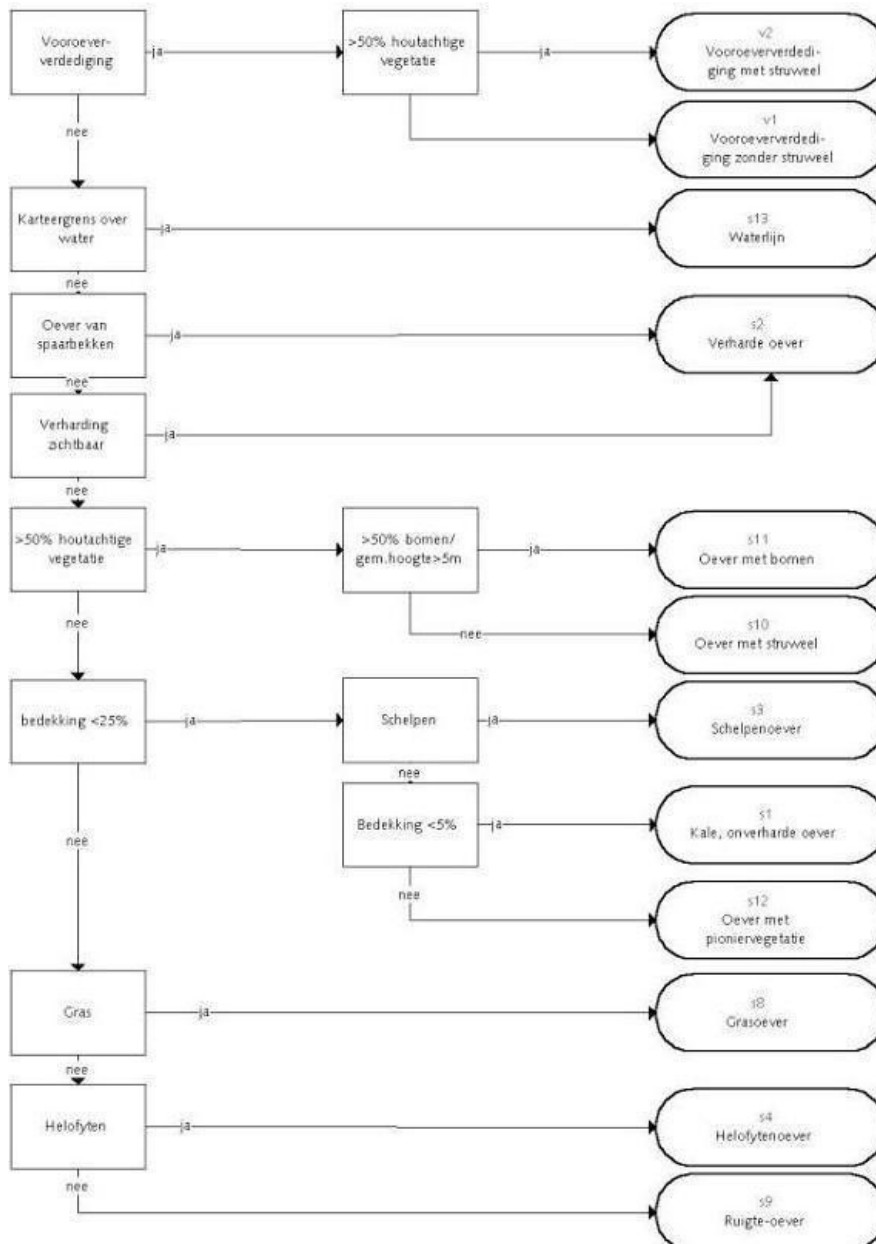 Vooroever-
verdediging
ja
>50% houtachtige
vegetatie
ja
v2
Vooroeververdedi-
ging met struweel
nee
v1
Vooroeververdedi-
ging zonder struweel
Karteergrens over
water
ja
s13
Waterlijn
nee
Oever van
spaarbekken
ja
s2
Verharde oever
nee
Verharding
zichtbaar
ja
nee
>50% houtachtige
vegetatie
ja
>50% bomen/
gem.hoogte>5m
ja
s11
Oever met bomen
nee
nee
s10
Oever met struweel
bedekking <25%
ja
Schelpen
ja
s3
Schelpenoever
nee
nee
Bedekking <5%
ja
s1
Kale, onverharde oever
nee
s12
Oever met
pioniervegetatie
Gras
ja
s8
Grasoever
nee
Helofyten
ja
s4
Helofytenoever
nee
s9
Ruigte-oever